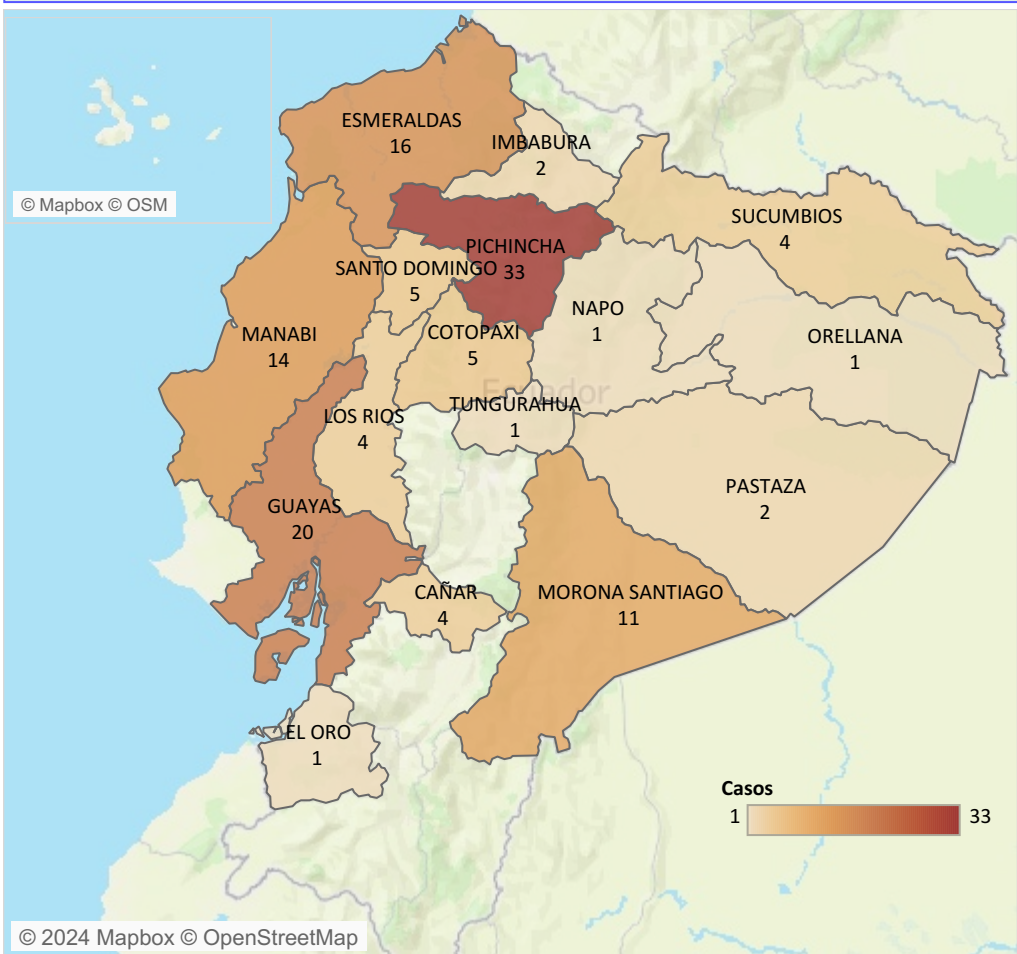 © Mapbox © OSM
ESMERALDAS
16
IMBABURA
2
SUCUMBIOS
4
PICHINCHA
33
SANTO DOMINGO
5
NAPO
1
MANABI
14
COTOPAXI
5
ORELLANA
1
Ecuador
TUNGURAHUA
1
LOS RIOS
4
PASTAZA
2
GUAYAS
20
CAÑAR
4
MORONA SANTIAGO
11
EL ORO
1
Casos
1
33
© 2024 Mapbox © OpenStreetMap